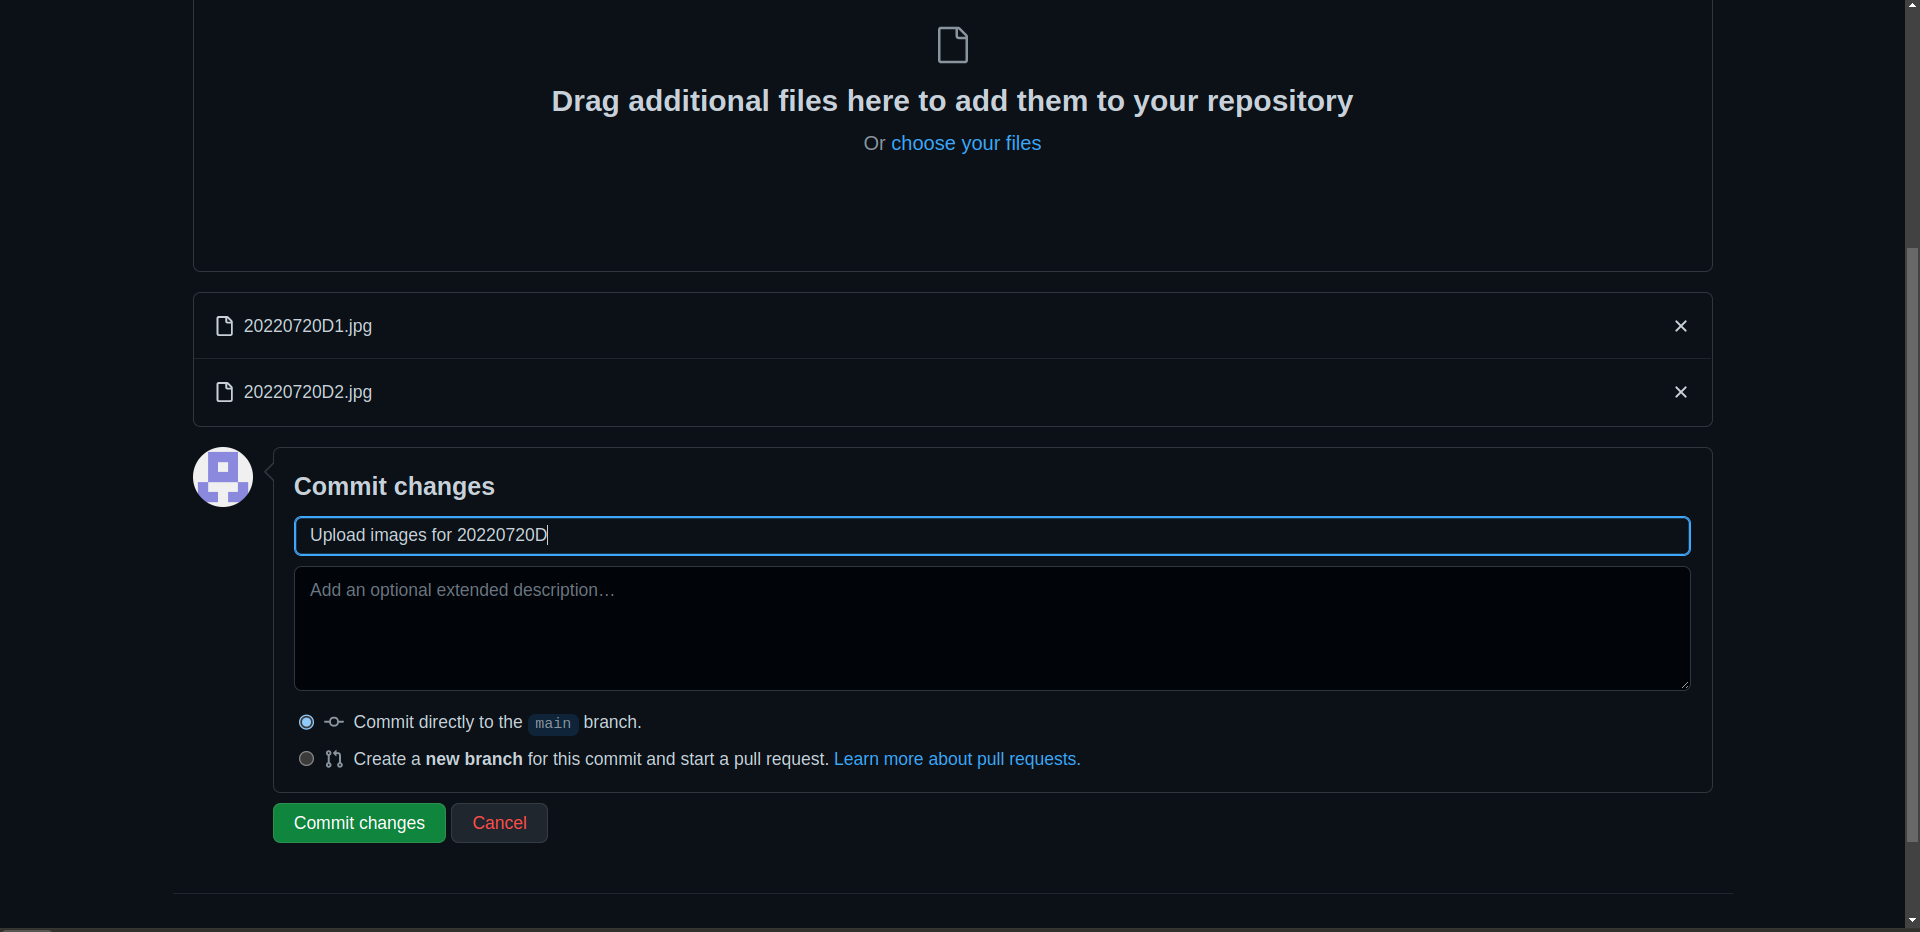 Drag additional files here to add them to your repository
Or choose your files
20220720D1.jpg
20220720D2.jpg
Commit changes
Upload images for 20220720D
Add an optional extended description…
Commit directly to the main branch.
Create a new branch for this commit and start a pull request. Learn more about pull requests.
Commit changes Cancel